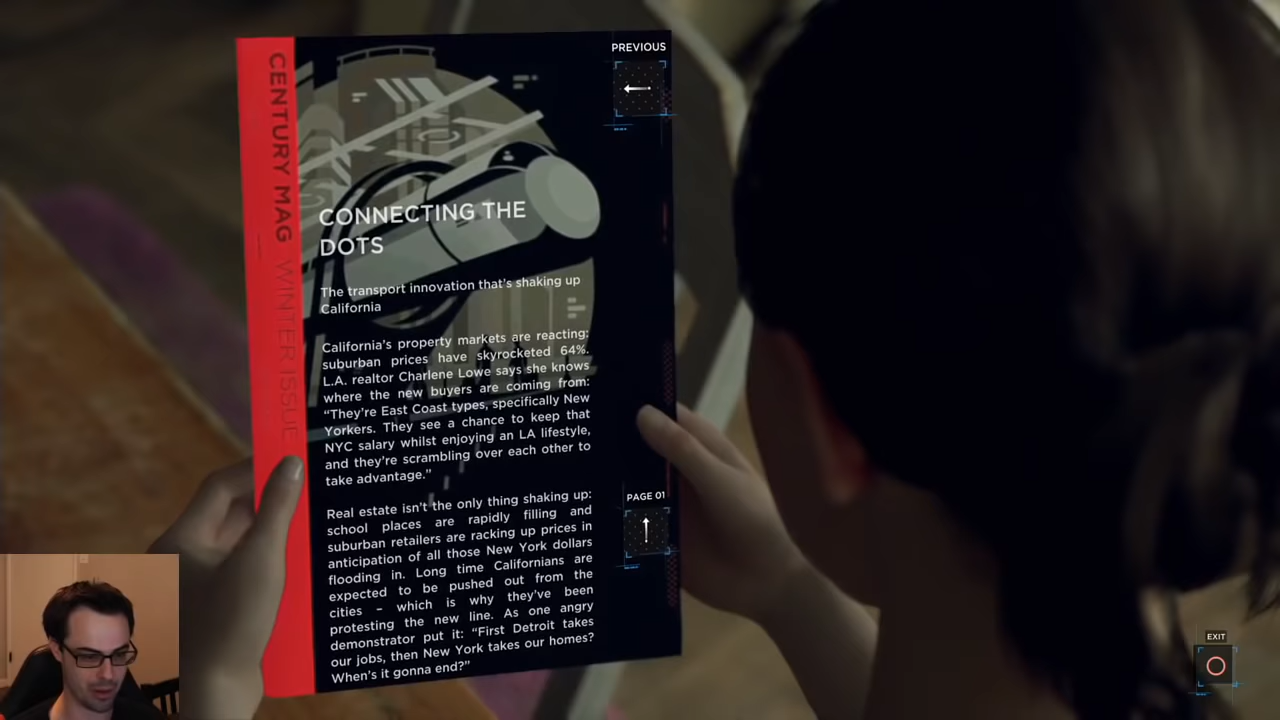 CENTURY MAG WINTER ISSUE
PREVIOUS
CONNECTING THE
DOTS
The transport innovation that's shaking up
California
California's property markets are reacting:
suburban prices have skyrocketed 64%.
L.A. realtor Charlene Lowe says she knows
where the new buyers are coming from:
“They're East Coast types, specifically New
Yorkers. They see a chance to keep that
NYC salary whilst enjoying an LA lifestyle,
and they're scrambling over each other to
take advantage.”
Real estate isn't the only thing shaking up:
school places are rapidly filling and
suburban retailers are racking up prices in
anticipation of all those New York dollars
flooding in. Long time Californians are
expected to be pushed out from the
cities – which is why they've been
protesting the new line. As one angry
demonstrator put it: “First Detroit takes
our jobs, then New York takes our homes?
When's it gonna end?”
PAGE 01
EXIT